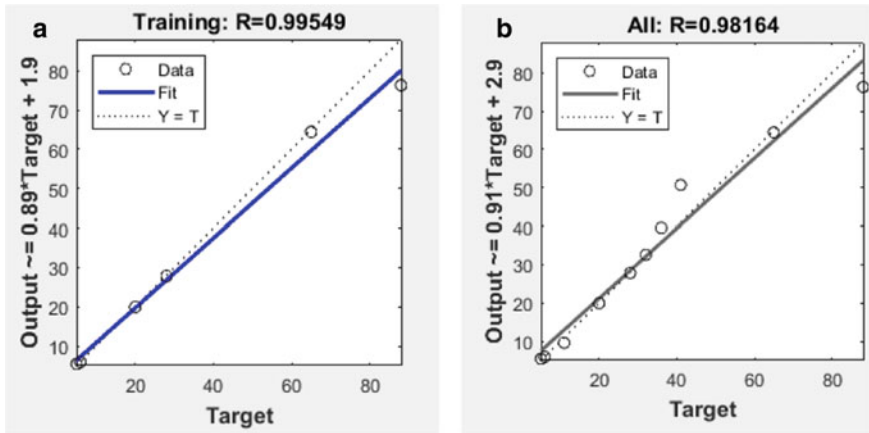 a
Training: R=0.99549
Output ~= 0.89*Target + 1.9
80
70
60
50
40
30
20
10
Data
Fit
Y = T
20
40
60
80
Target
b
All: R=0.98164
Output ~= 0.91*Target + 2.9
80
70
60
50
40
30
20
10
Data
Fit
Y = T
20
40
60
80
Target